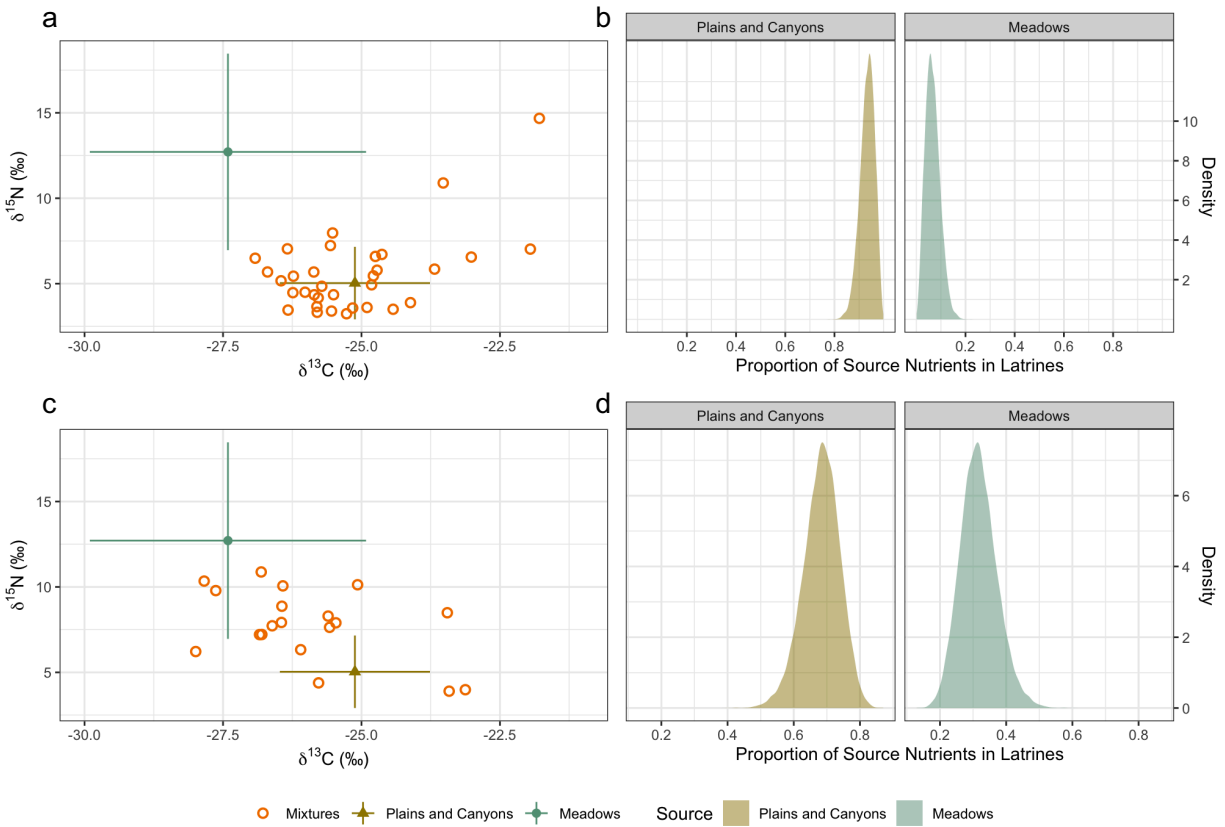 a
b
Plains and Canyons
Meadows
15
10
5
δ15N (‰)
-30.0
-27.5
-25.0
-22.5
δ13C (‰)
10
8
6
4
2
Density
0.2
0.4
0.6
0.8
0.2
0.4
0.6
0.8
Proportion of Source Nutrients in Latrines
c
d
Plains and Canyons
Meadows
15
10
5
δ15N (‰)
-30.0
-27.5
-25.0
-22.5
δ13C (‰)
6
4
2
0
Density
0.2
0.4
0.6
0.8
0.2
0.4
0.6
0.8
Proportion of Source Nutrients in Latrines
Mixtures
Plains and Canyons
Meadows
Source
Plains and Canyons
Meadows